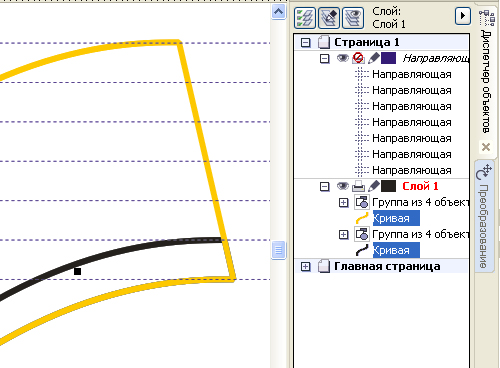 Слой:
Слой 1
Страница 1
Направляющ
Направляющая
Направляющая
Направляющая
Направляющая
Направляющая
Направляющая
Направляющая
Слой 1
Группа из 4 объект
Кривая
Группа из 4 объект
Кривая
Главная страница
Диспетчер объектов
Преобразование